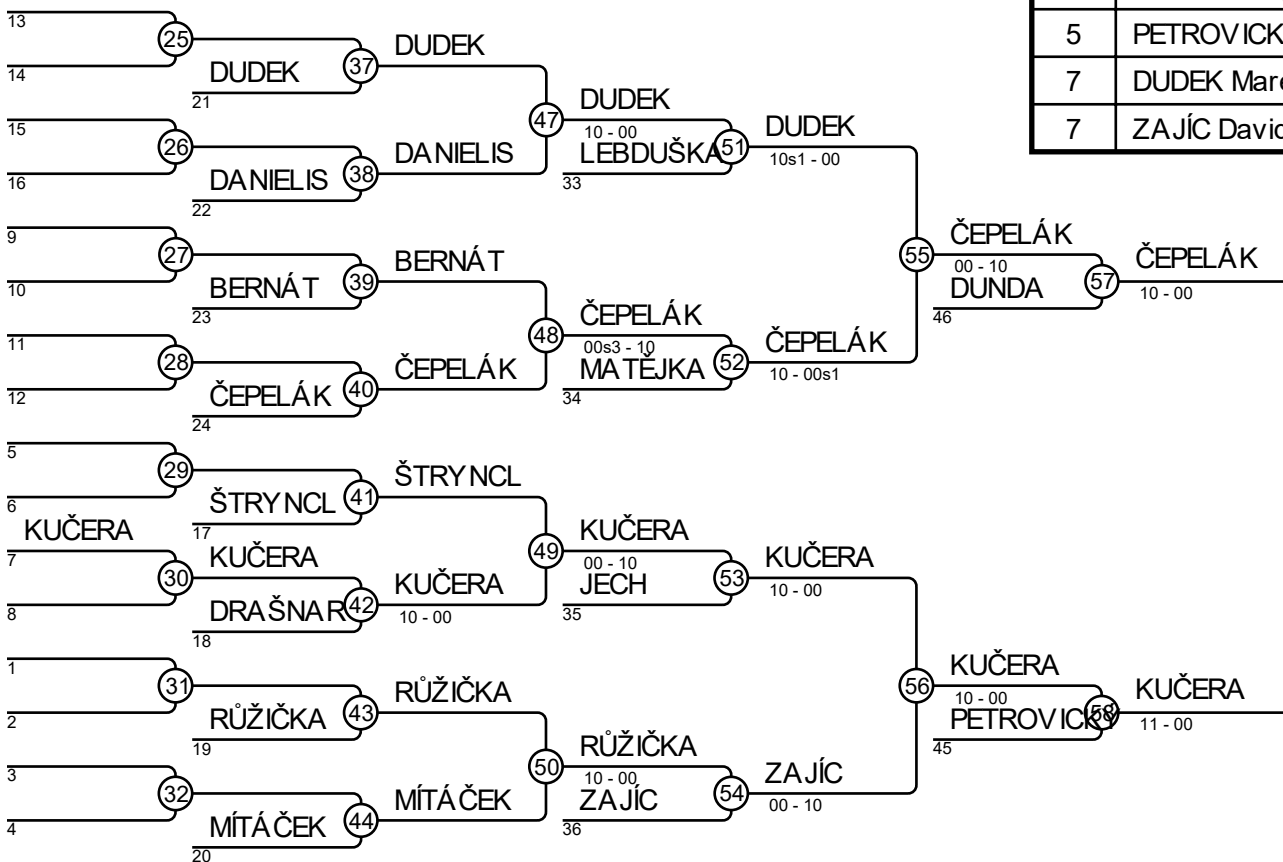 13
25
14
DUDEK
37
21
DUDEK
15
26
16
DANIELIS
38
22
DANIELIS
47
DUDEK
10 - 00
LEBDUŠKA
51
33
DUDEK
10s1 - 00
9
27
10
BERNÁT
39
23
BERNÁT
11
28
12
ČEPELÁK
40
24
ČEPELÁK
48
ČEPELÁK
00s3 - 10
MATĚJKA
52
34
ČEPELÁK
10 - 00s1
55
ČEPELÁK
00 - 10
DUNDA
57
46
ČEPELÁK
10 - 00
5
29
6
ŠTRYNCL
41
17
ŠTRYNCL
KUČERA
7
30
8
KUČERA
DRAŠNAR
42
18
KUČERA
10 - 00
49
KUČERA
00 - 10
JECH
53
35
KUČERA
10 - 00
1
31
2
RŮŽIČKA
43
19
RŮŽIČKA
3
32
4
MÍTÁČEK
44
20
MÍTÁČEK
50
RŮŽIČKA
10 - 00
ZAJÍC
54
36
ZAJÍC
00 - 10
56
KUČERA
10 - 00
PETROVICKÝ
58
45
KUČERA
11 - 00
5 PETROVICK
7 DUDEK Mar
7 ZAJÍC David